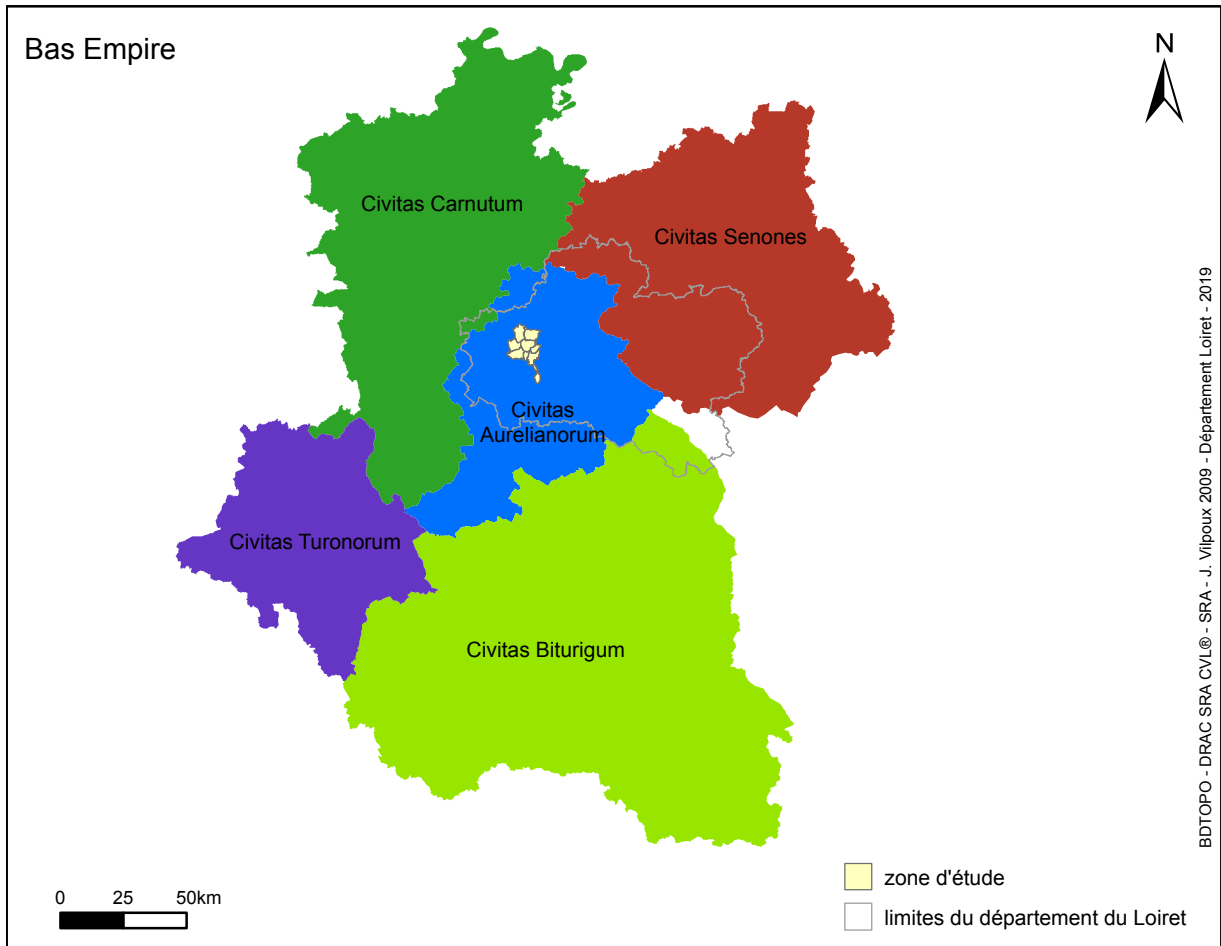 Bas Empire
N
Civitas Carnutum
Civitas Senones
Civitas
Aurelianorum
Civitas Turonorum
Civitas Biturigum
BDTOPO - DRAC SRA CVL® - SRA - J. Vilpoux 2009 - Département Loiret - 2019
0 25 50km
zone d'étude
limites du département du Loiret